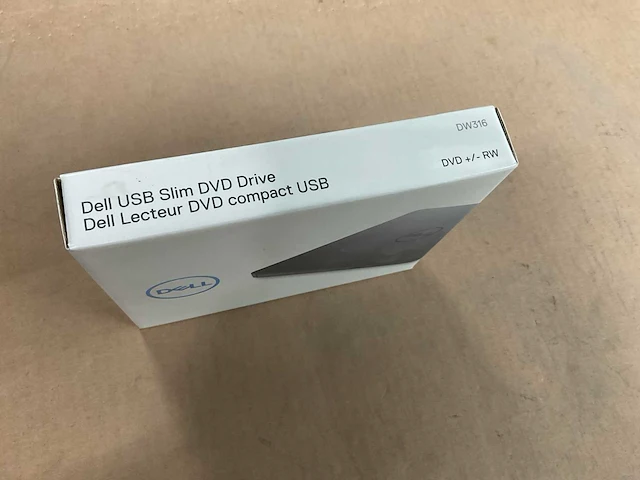 DW316
Dell USB Slim DVD Drive
DVD +/- RW
Dell Lecteur DVD compact USB
DELL